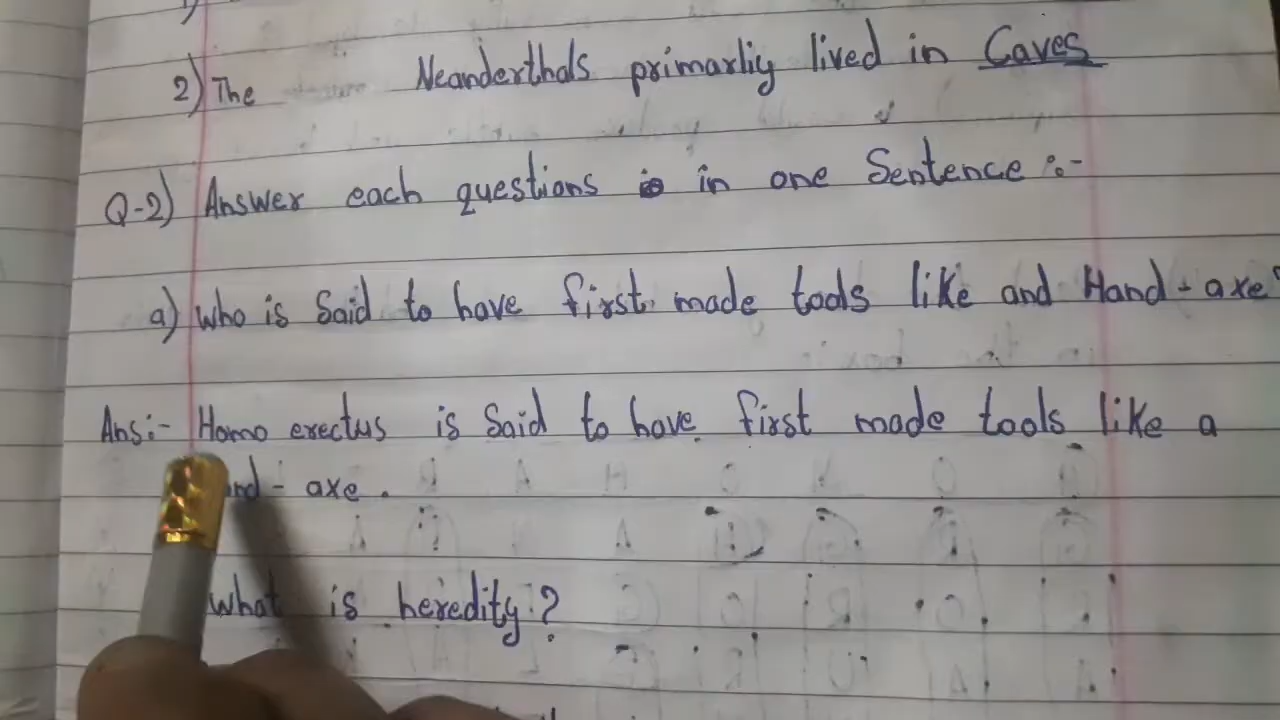 2) The Neanderthals primarliy lived in Caves
Q-2) Answer each questions is in one Sentence :-
a) Who is Said to have first made tools like and Hand-axe?
Ans:- Homo erectus is Said to have first made tools like a
axe.
What is heredity?